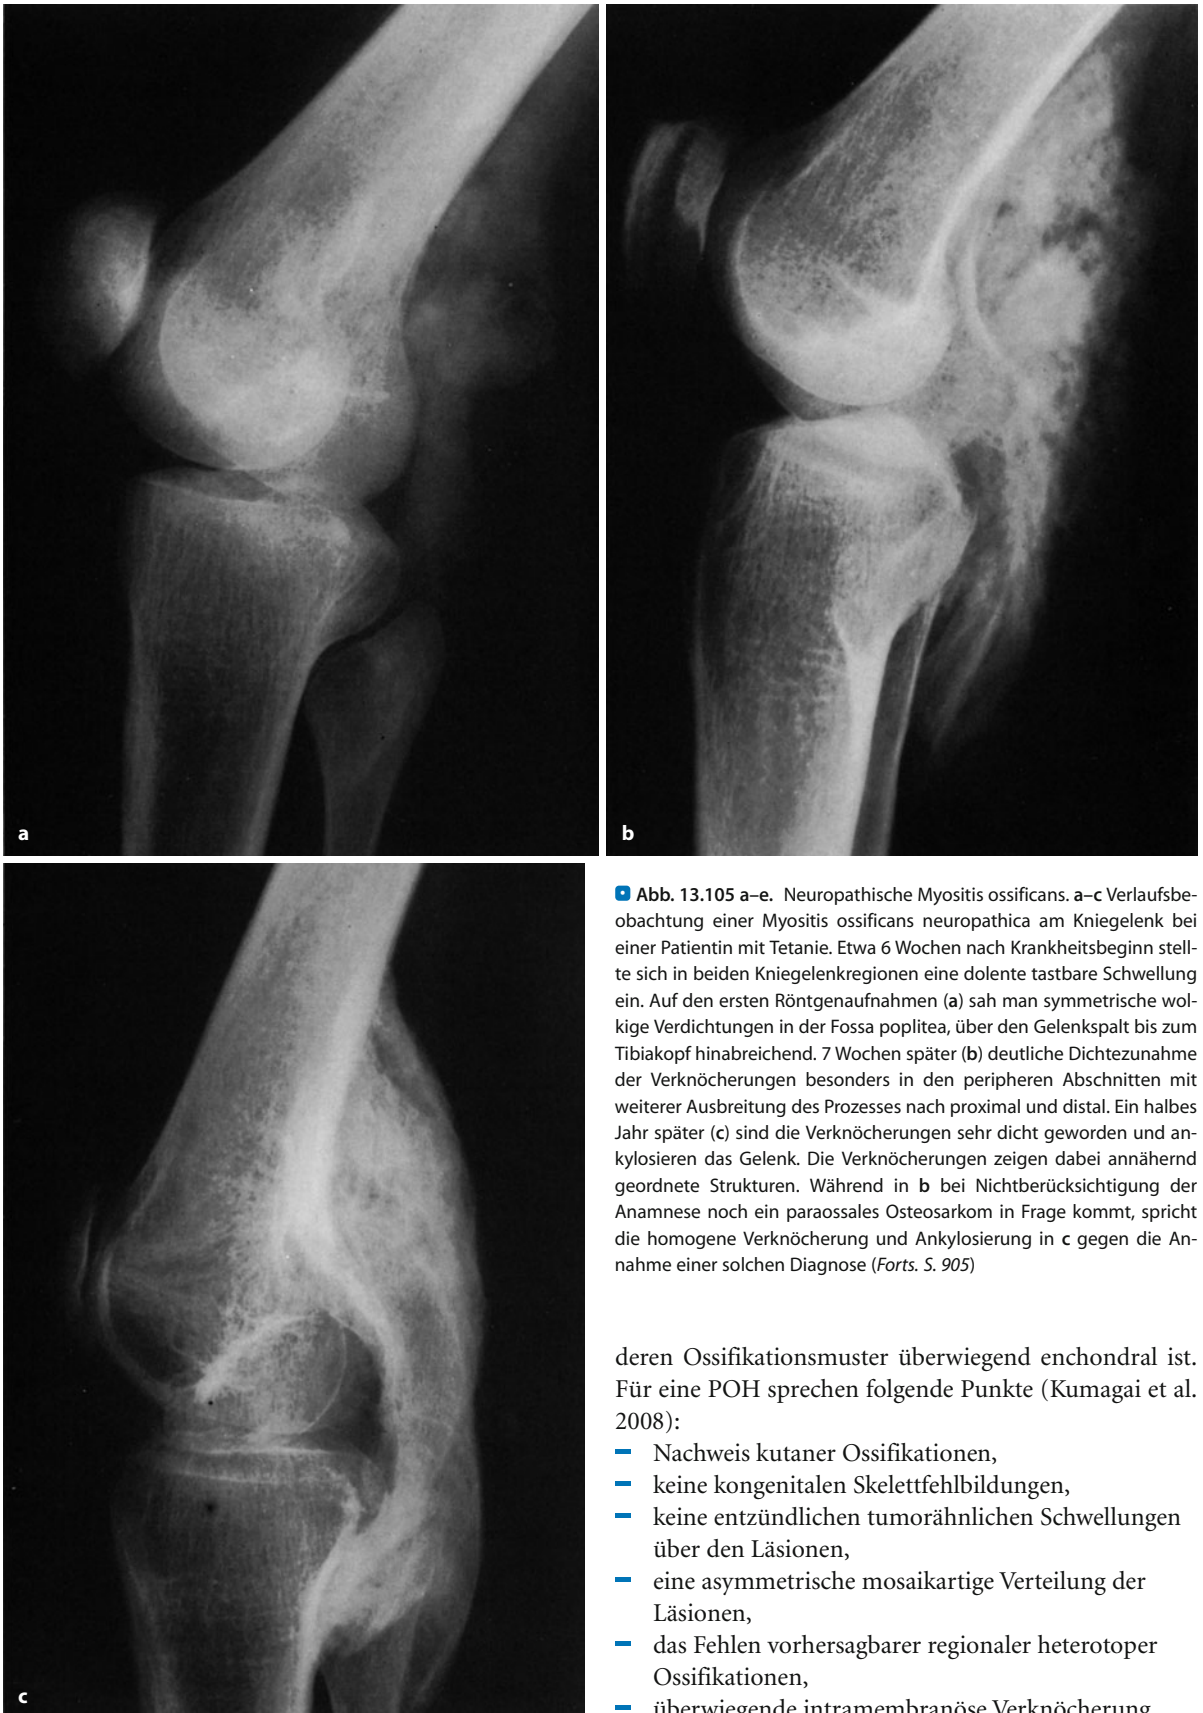 a
b
c
Abb. 13.105 a–e. Neuropathische Myositis ossificans. a–c Verlaufsbe-
obachtung einer Myositis ossificans neuropathica am Kniegelenk bei
einer Patientin mit Tetanie. Etwa 6 Wochen nach Krankheitsbeginn stell-
te sich in beiden Kniegelenkregionen eine dolente tastbare Schwellung
ein. Auf den ersten Röntgenaufnahmen (a) sah man symmetrische wol-
kige Verdichtungen in der Fossa poplitea, über den Gelenkspalt bis zum
Tibiakopf hinabreichend. 7 Wochen später (b) deutliche Dichtezunahme
der Verknöcherungen besonders in den peripheren Abschnitten mit
weiterer Ausbreitung des Prozesses nach proximal und distal. Ein halbes
Jahr später (c) sind die Verknöcherungen sehr dicht geworden und an-
kylosieren das Gelenk. Die Verknöcherungen zeigen dabei annähernd
geordnete Strukturen. Während in b bei Nichtberücksichtigung der
Anamnese noch ein paraossales Osteosarkom in Frage kommt, spricht
die homogene Verknöcherung und Ankylosierung in c gegen die An-
nahme einer solchen Diagnose (Forts. S. 905)
deren Ossifikationsmuster überwiegend enchondral ist.
Für eine POH sprechen folgende Punkte (Kumagai et al.
2008):
– Nachweis kutaner Ossifikationen,
– keine kongenitalen Skelettfehlbildungen,
– keine entzündlichen tumorähnlichen Schwellungen
über den Läsionen,
– eine asymmetrische mosaikartige Verteilung der
Läsionen,
– das Fehlen vorhersagbarer regionaler heterotoper
Ossifikationen,
– überwiegende intramembranöse Verknöcherung